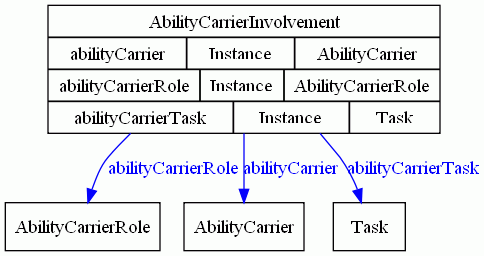 AbilityCarrierInvolvement
abilityCarrier Instance AbilityCarrier
abilityCarrierRole Instance AbilityCarrierRole
abilityCarrierTask Instance Task
abilityCarrierRole abilityCarrier abilityCarrierTask
AbilityCarrierRole AbilityCarrier Task